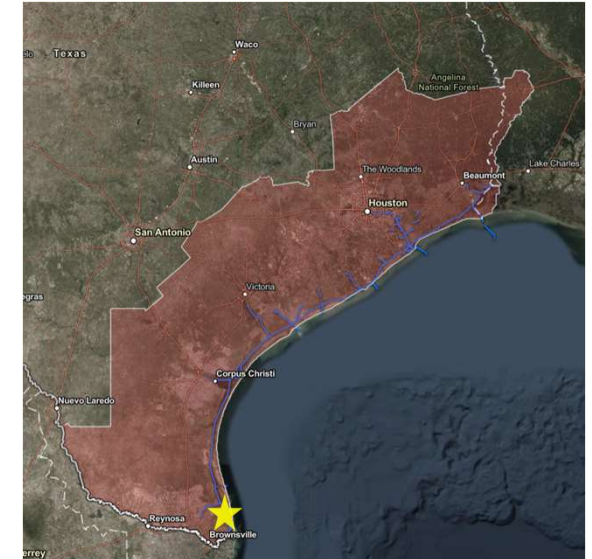 Waco
Texas
Killeen
Angelina
National Forest
Bryan
Austin
The Woodlands
Beaumont
Lake Charles
Houston
San Antonio
Victoria
Corpus Christi
Nuevo Laredo
Reynosa
Brownsville